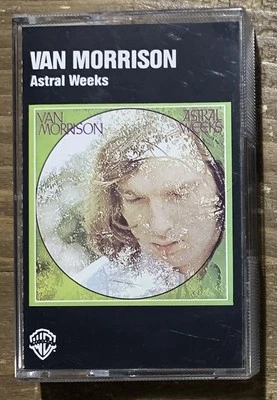 VAN MORRISON
Astral Weeks
VAN
MORRISON
ASTRAL
WEEKS